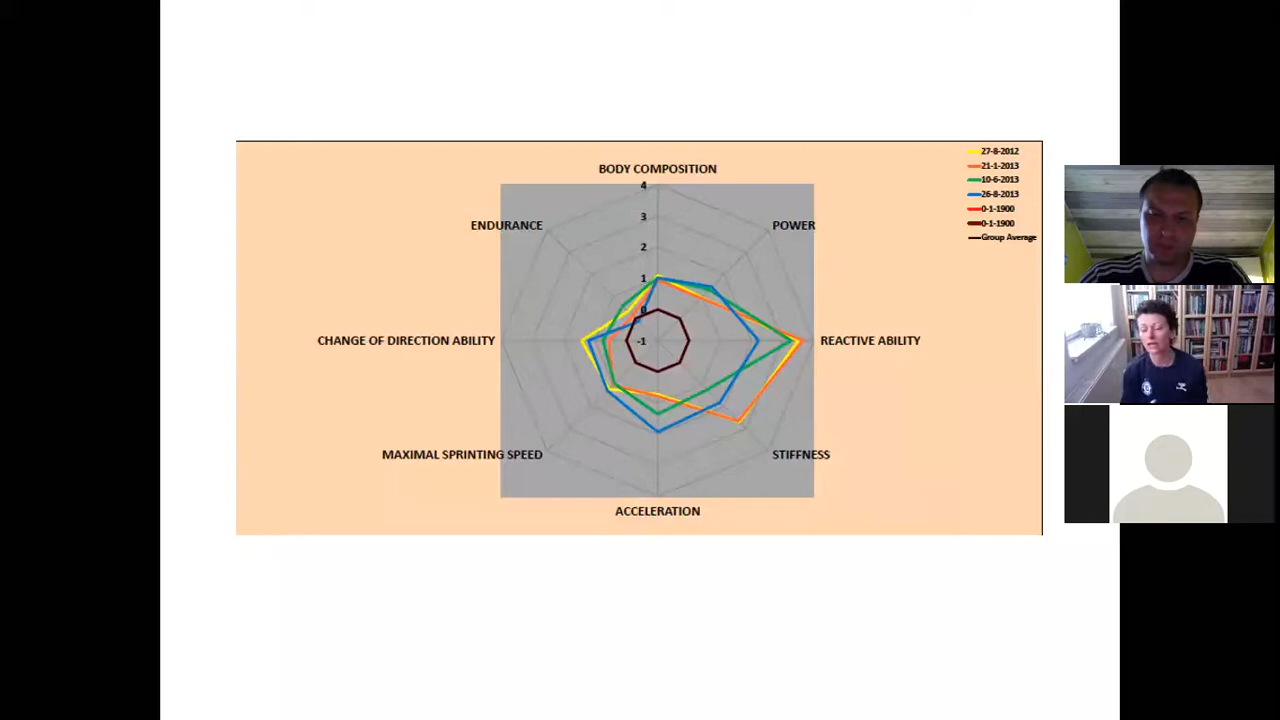 27-8-2012
21-1-2013
10-6-2013
26-8-2013
0-1-1900
0-1-1900
Group Average
BODY COMPOSITION
4
3
2
1
0
-1
POWER
REACTIVE ABILITY
STIFFNESS
ACCELERATION
MAXIMAL SPRINTING SPEED
CHANGE OF DIRECTION ABILITY
ENDURANCE